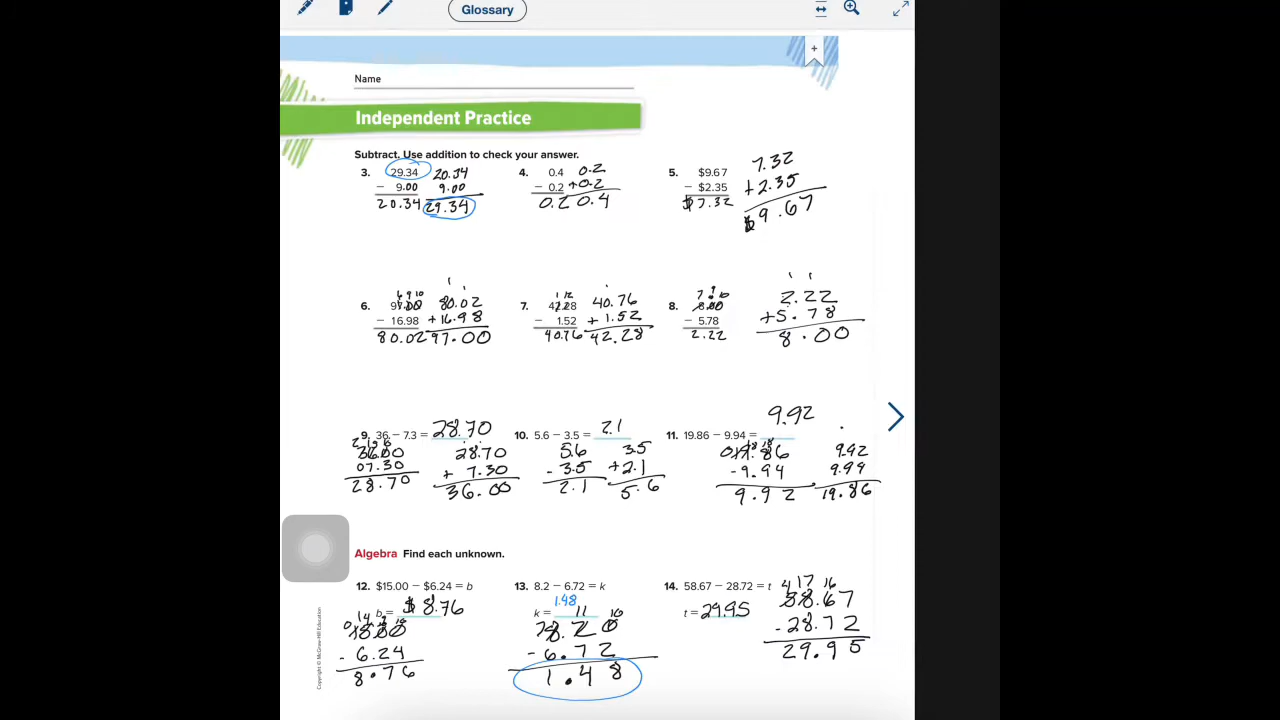 Glossary
+
Name
Independent Practice
Subtract. Use addition to check your answer.
3. 29.34 20.34
− 9.00 9.00
20.34 29.34
4. 0.4 0.2
− 0.2 +0.2
0.2 0.4
5. $9.67 7.32
− $2.35 +2.35
$7.32 $9.67
6. 97.00 80.02
− 16.98 +16.98
80.02 97.00
7. 42.28 40.76
− 1.52 + 1.52
40.76 42.28
8. 8.00 2.22
− 5.78 +5.78
2.22 8.00
9. 36 − 7.3 = 28.70
36.00 28.70
07.30 + 7.30
28.70 36.00
10. 5.6 − 3.5 = 2.1
5.6 3.5
- 3.5 +2.1
2.1 5.6
11. 19.86 − 9.94 = 9.92
19.86 9.92
-9.94 9.94
9.92 19.86
Algebra Find each unknown.
12. $15.00 − $6.24 = b
b = $8.76
15.00
- 6.24
8.76
13. 8.2 − 6.72 = k
k = 1.48
8.20
- 6.72
1.48
14. 58.67 − 28.72 = t
t = 29.95
4 17 16
58.67
- 28.72
29.95
Copyright © McGraw-Hill Education